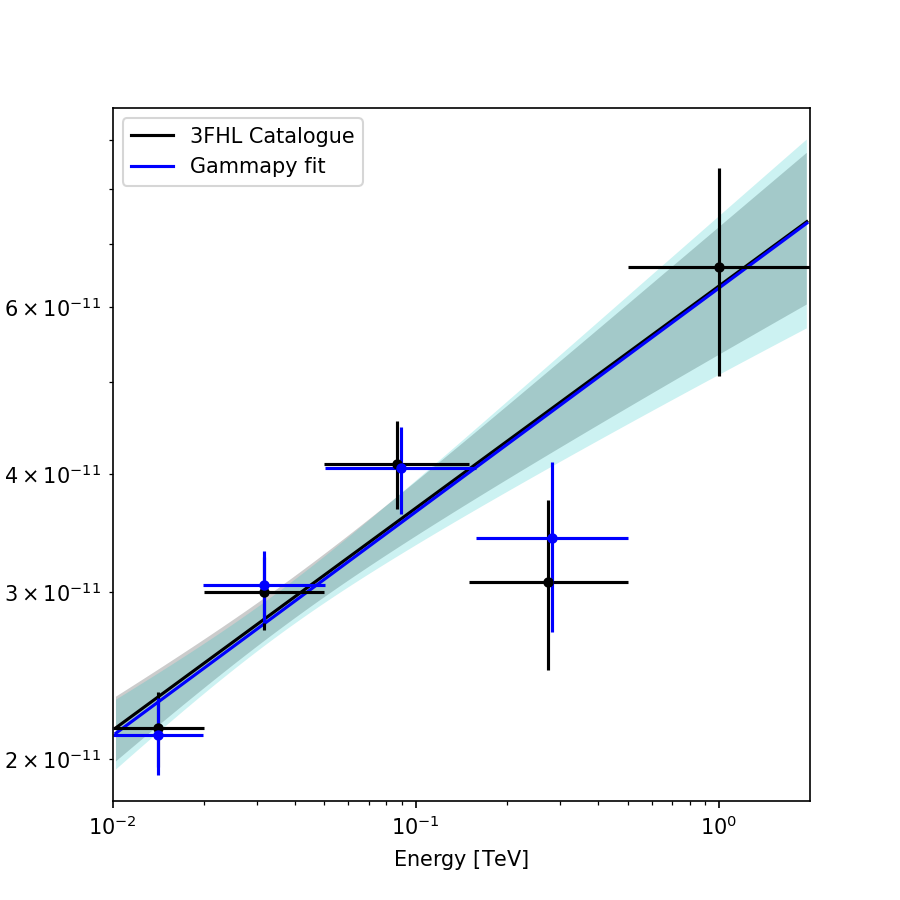 3FHL Catalogue
Gammapy fit
6 × 10⁻¹¹
4 × 10⁻¹¹
3 × 10⁻¹¹
2 × 10⁻¹¹
10⁻² 10⁻¹ 10⁰
Energy [TeV]